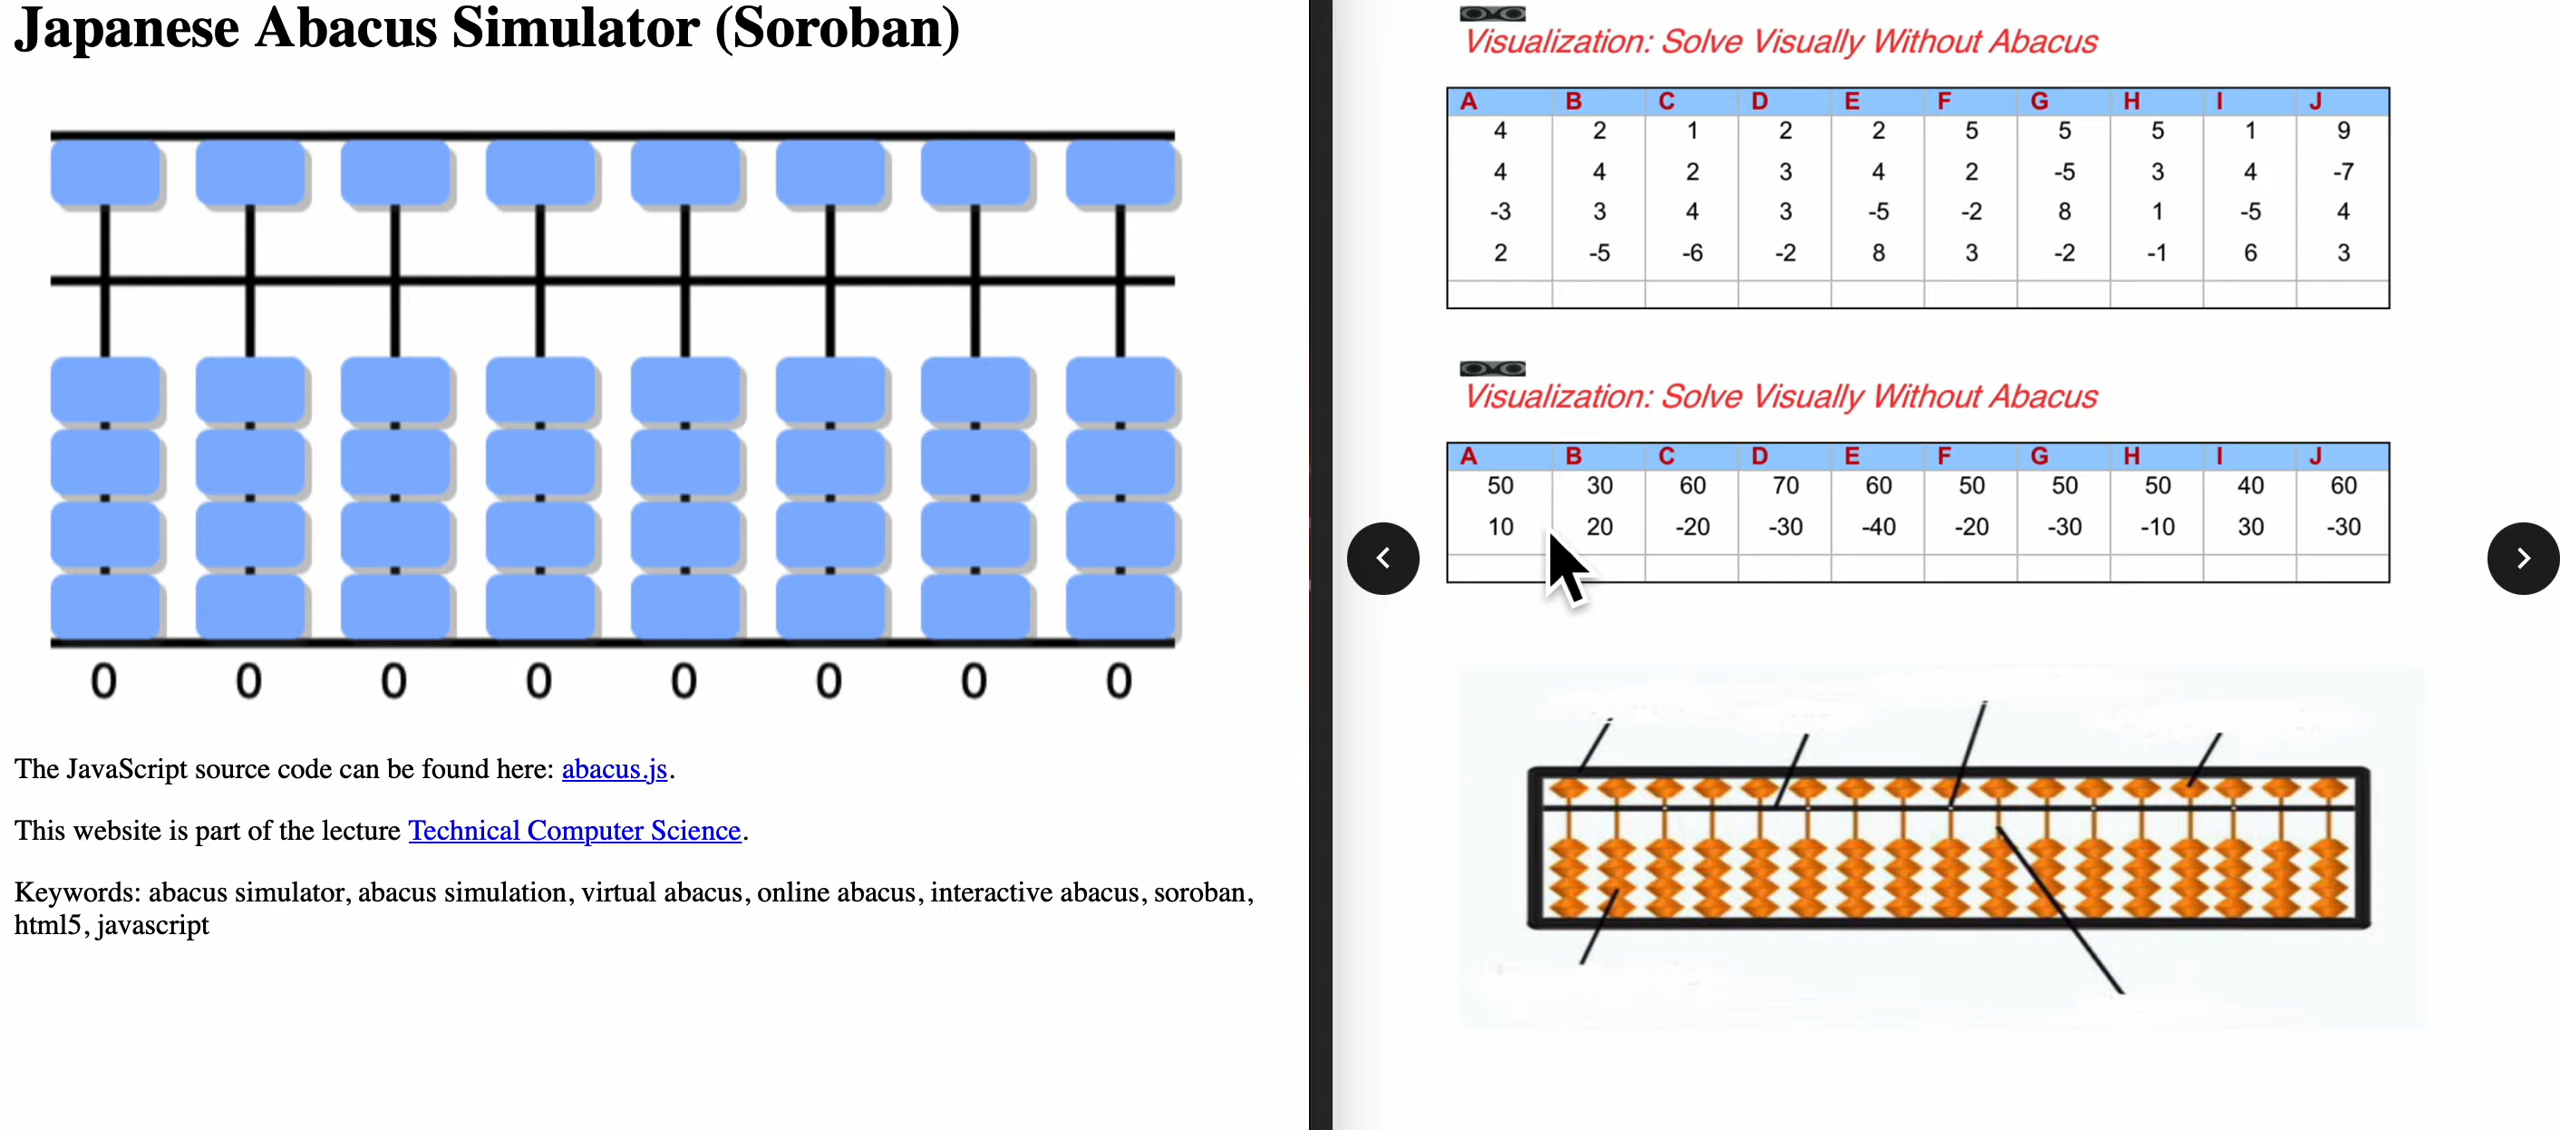 Japanese Abacus Simulator (Soroban)
0 0 0 0 0 0 0 0
The JavaScript source code can be found here: abacus.js.
This website is part of the lecture Technical Computer Science.
Keywords: abacus simulator, abacus simulation, virtual abacus, online abacus, interactive abacus, soroban,
html5, javascript
Visualization: Solve Visually Without Abacus
A B C D E F G H I J
4 2 1 2 2 5 5 5 1 9
4 4 2 3 4 2 -5 3 4 -7
-3 3 4 3 -5 -2 8 1 -5 4
2 -5 -6 -2 8 3 -2 -1 6 3
Visualization: Solve Visually Without Abacus
A B C D E F G H I J
50 30 60 70 60 50 50 50 40 60
10 20 -20 -30 -40 -20 -30 -10 30 -30